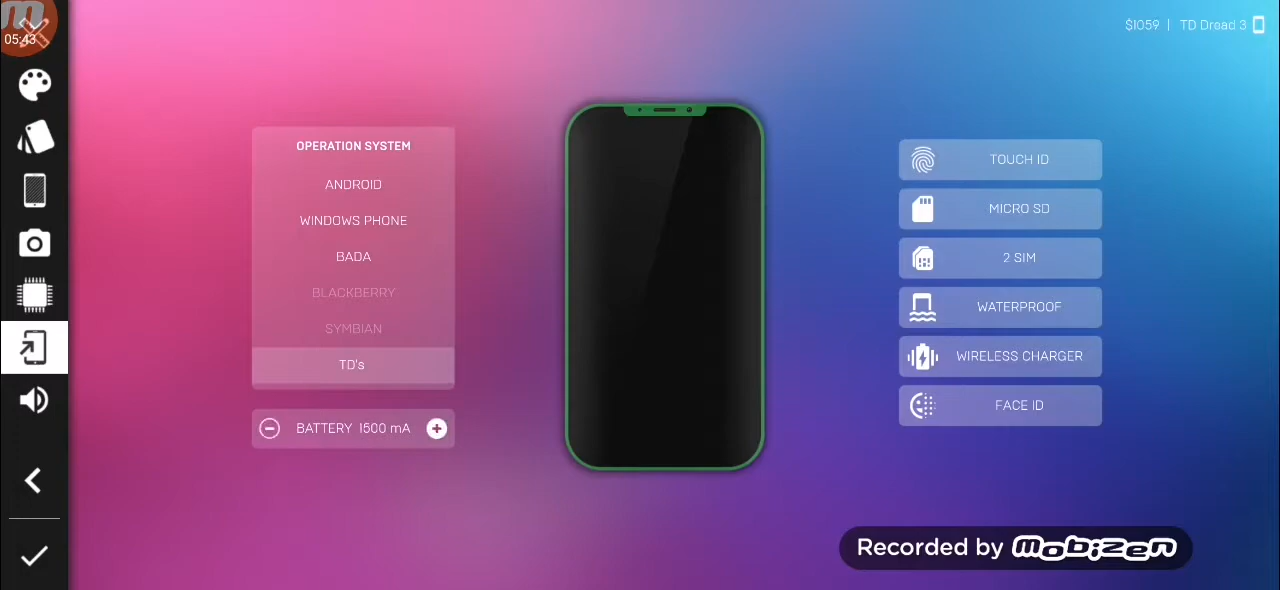 05:43
$1059 | TD Dread 3
OPERATION SYSTEM
ANDROID
WINDOWS PHONE
BADA
BLACKBERRY
SYMBIAN
TD's
BATTERY 1500 mA
TOUCH ID
MICRO SD
2 SIM
WATERPROOF
WIRELESS CHARGER
FACE ID
Recorded by mobizen